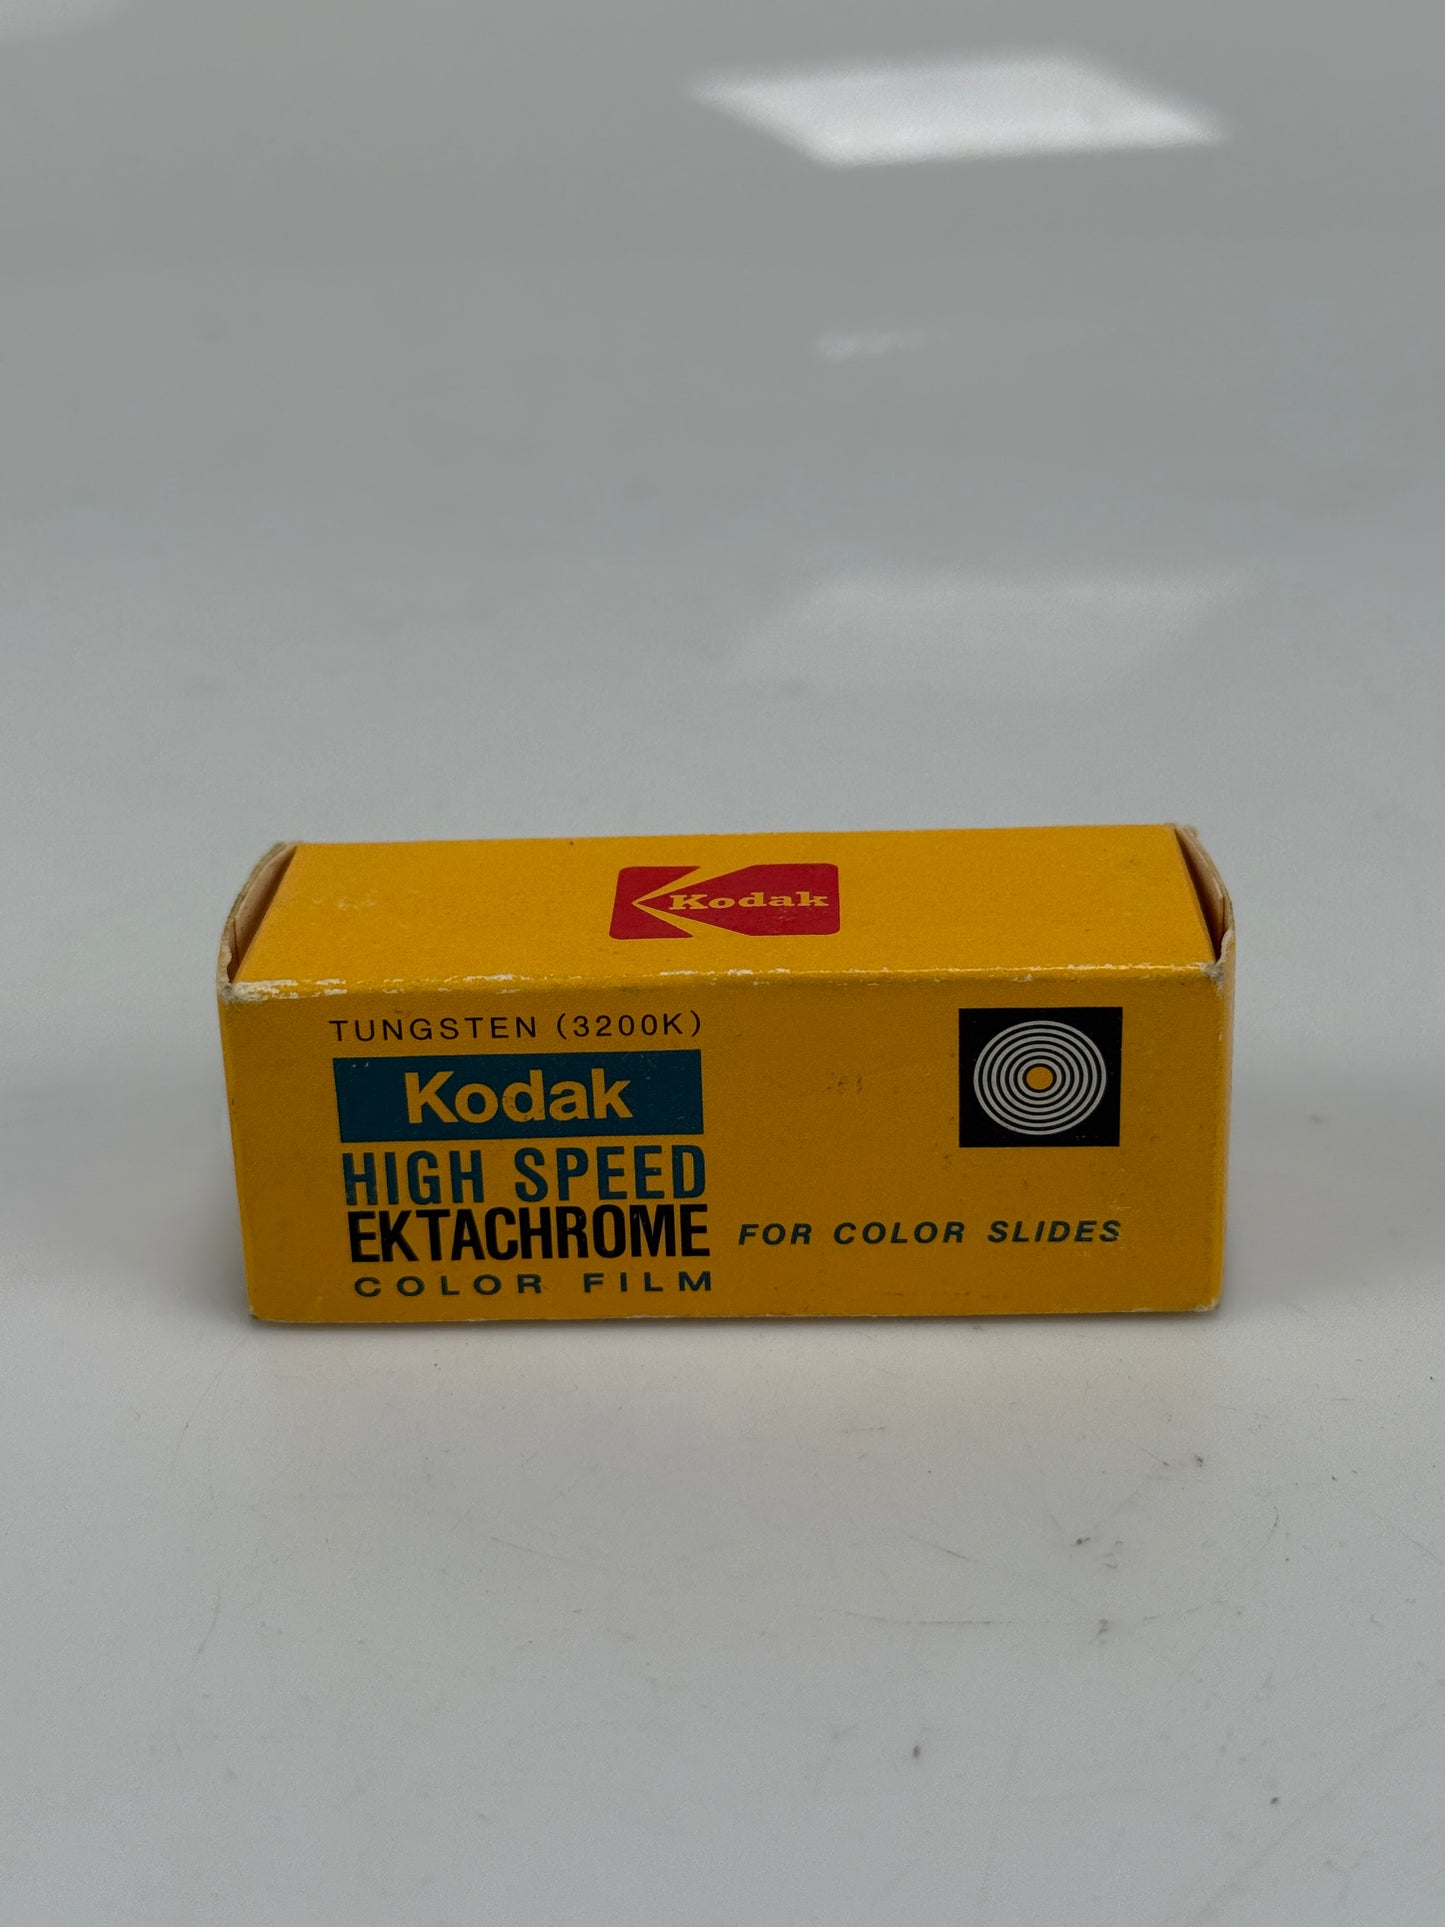 Kodak
TUNGSTEN (3200K)
Kodak
HIGH SPEED
EKTACHROME
COLOR FILM
FOR COLOR SLIDES